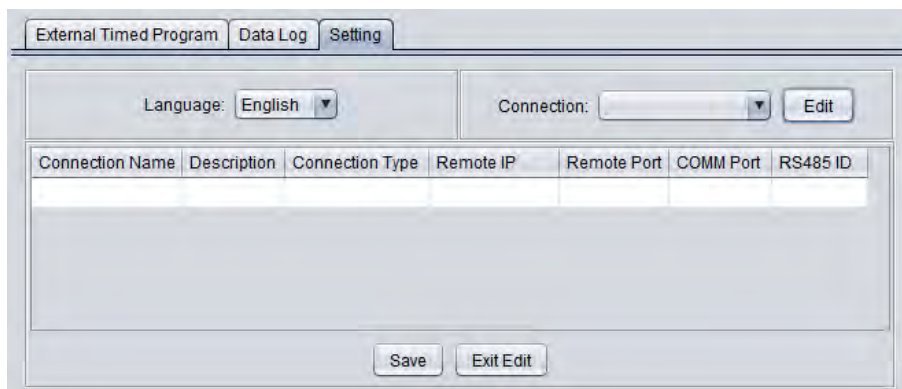 External Timed Program Data Log Setting
Language: English Connection: Edit
Connection Name Description Connection Type Remote IP Remote Port COMM Port RS485 ID
Save Exit Edit